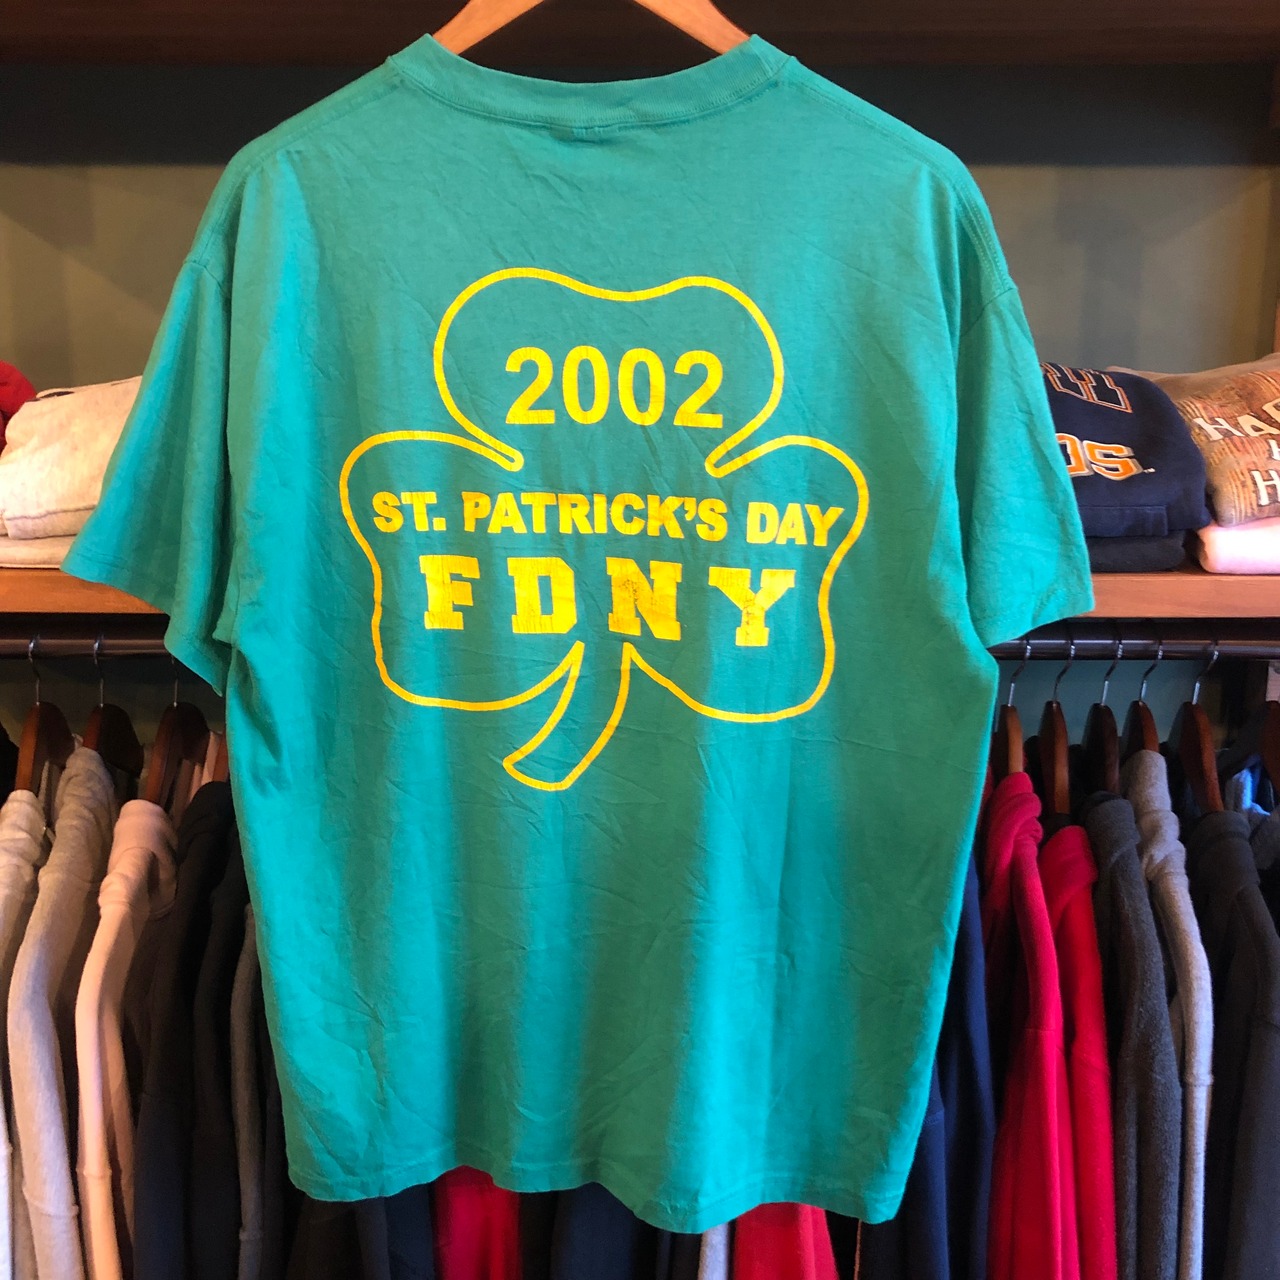 2002
ST. PATRICK'S DAY
FDNY
H
H